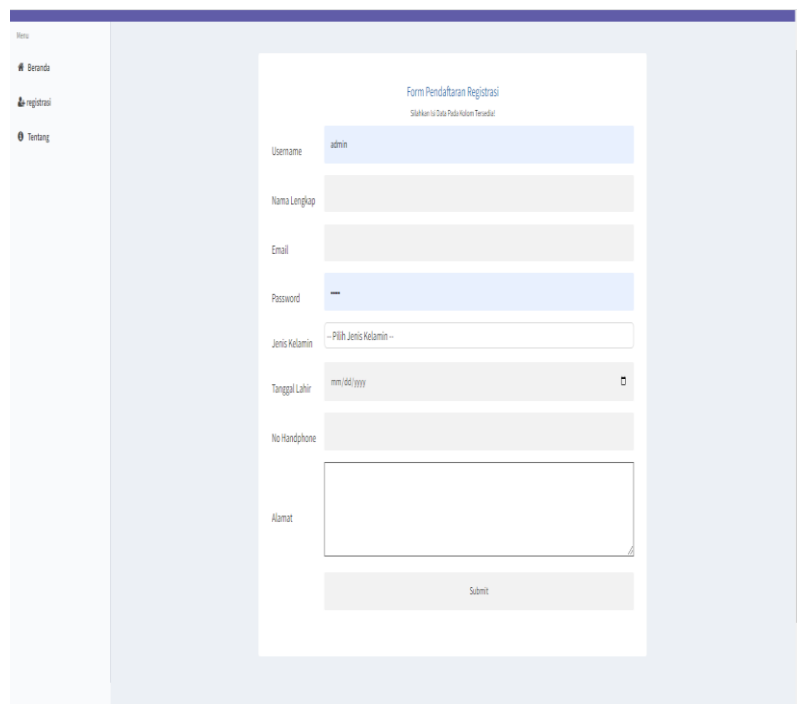 Menu
Beranda
registrasi
Tentang
Form Pendaftaran Registrasi
Silahkan Isi Data Pada Holom Tersedia!
Username
admin
Nama Lengkap
Email
Password
Jenis Kelamin
-- Pilih Jenis Kelamin --
Tanggal Lahir
mm/dd/yyyy
No Handphone
Alamat
Submit